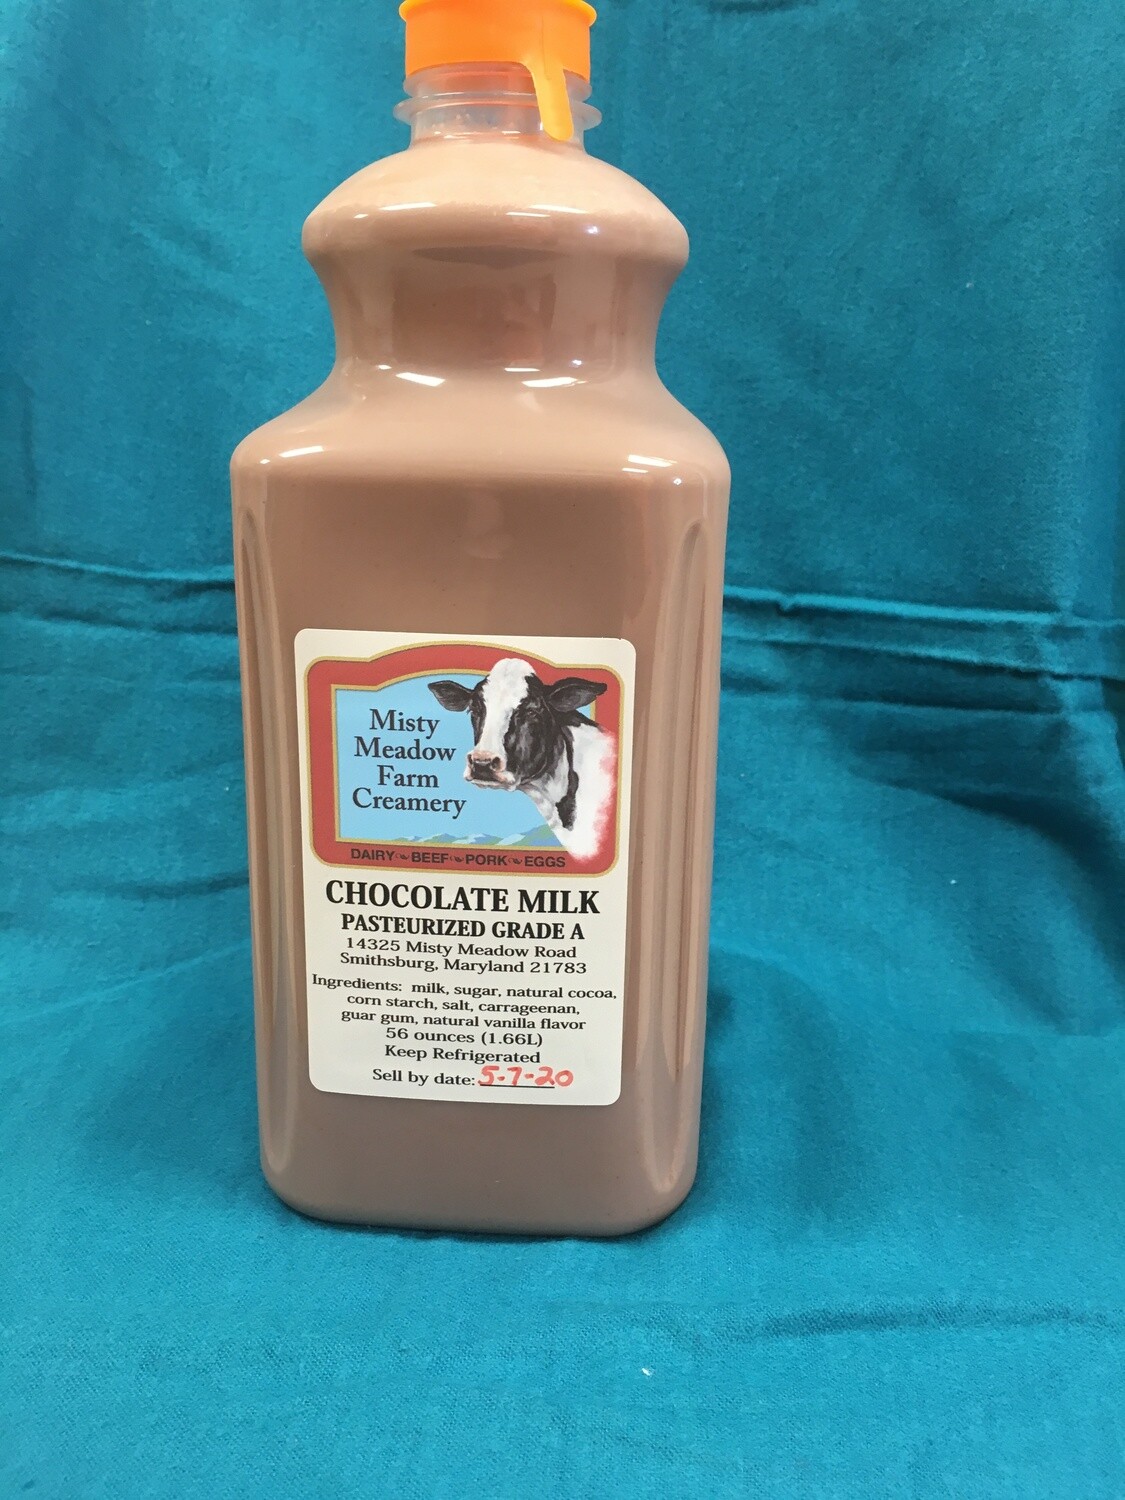 Misty
Meadow
Farm
Creamery
DAIRY BEEF PORK EGGS
CHOCOLATE MILK
PASTEURIZED GRADE A
14325 Misty Meadow Road
Smithsburg, Maryland 21783
Ingredients: milk, sugar, natural cocoa,
corn starch, salt, carrageenan,
guar gum, natural vanilla flavor
56 ounces (1.66L)
Keep Refrigerated
Sell by date: 5-7-20